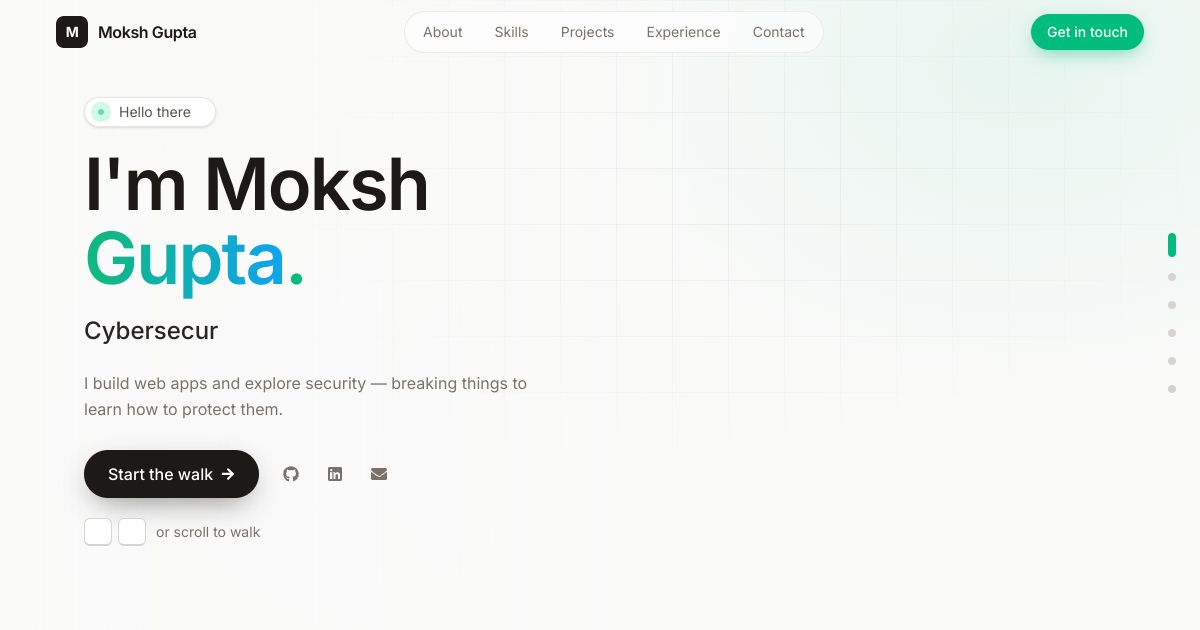 M Moksh Gupta
About Skills Projects Experience Contact
Get in touch
Hello there
I'm Moksh
Gupta.
Cybersecur
I build web apps and explore security — breaking things to
learn how to protect them.
Start the walk →
or scroll to walk